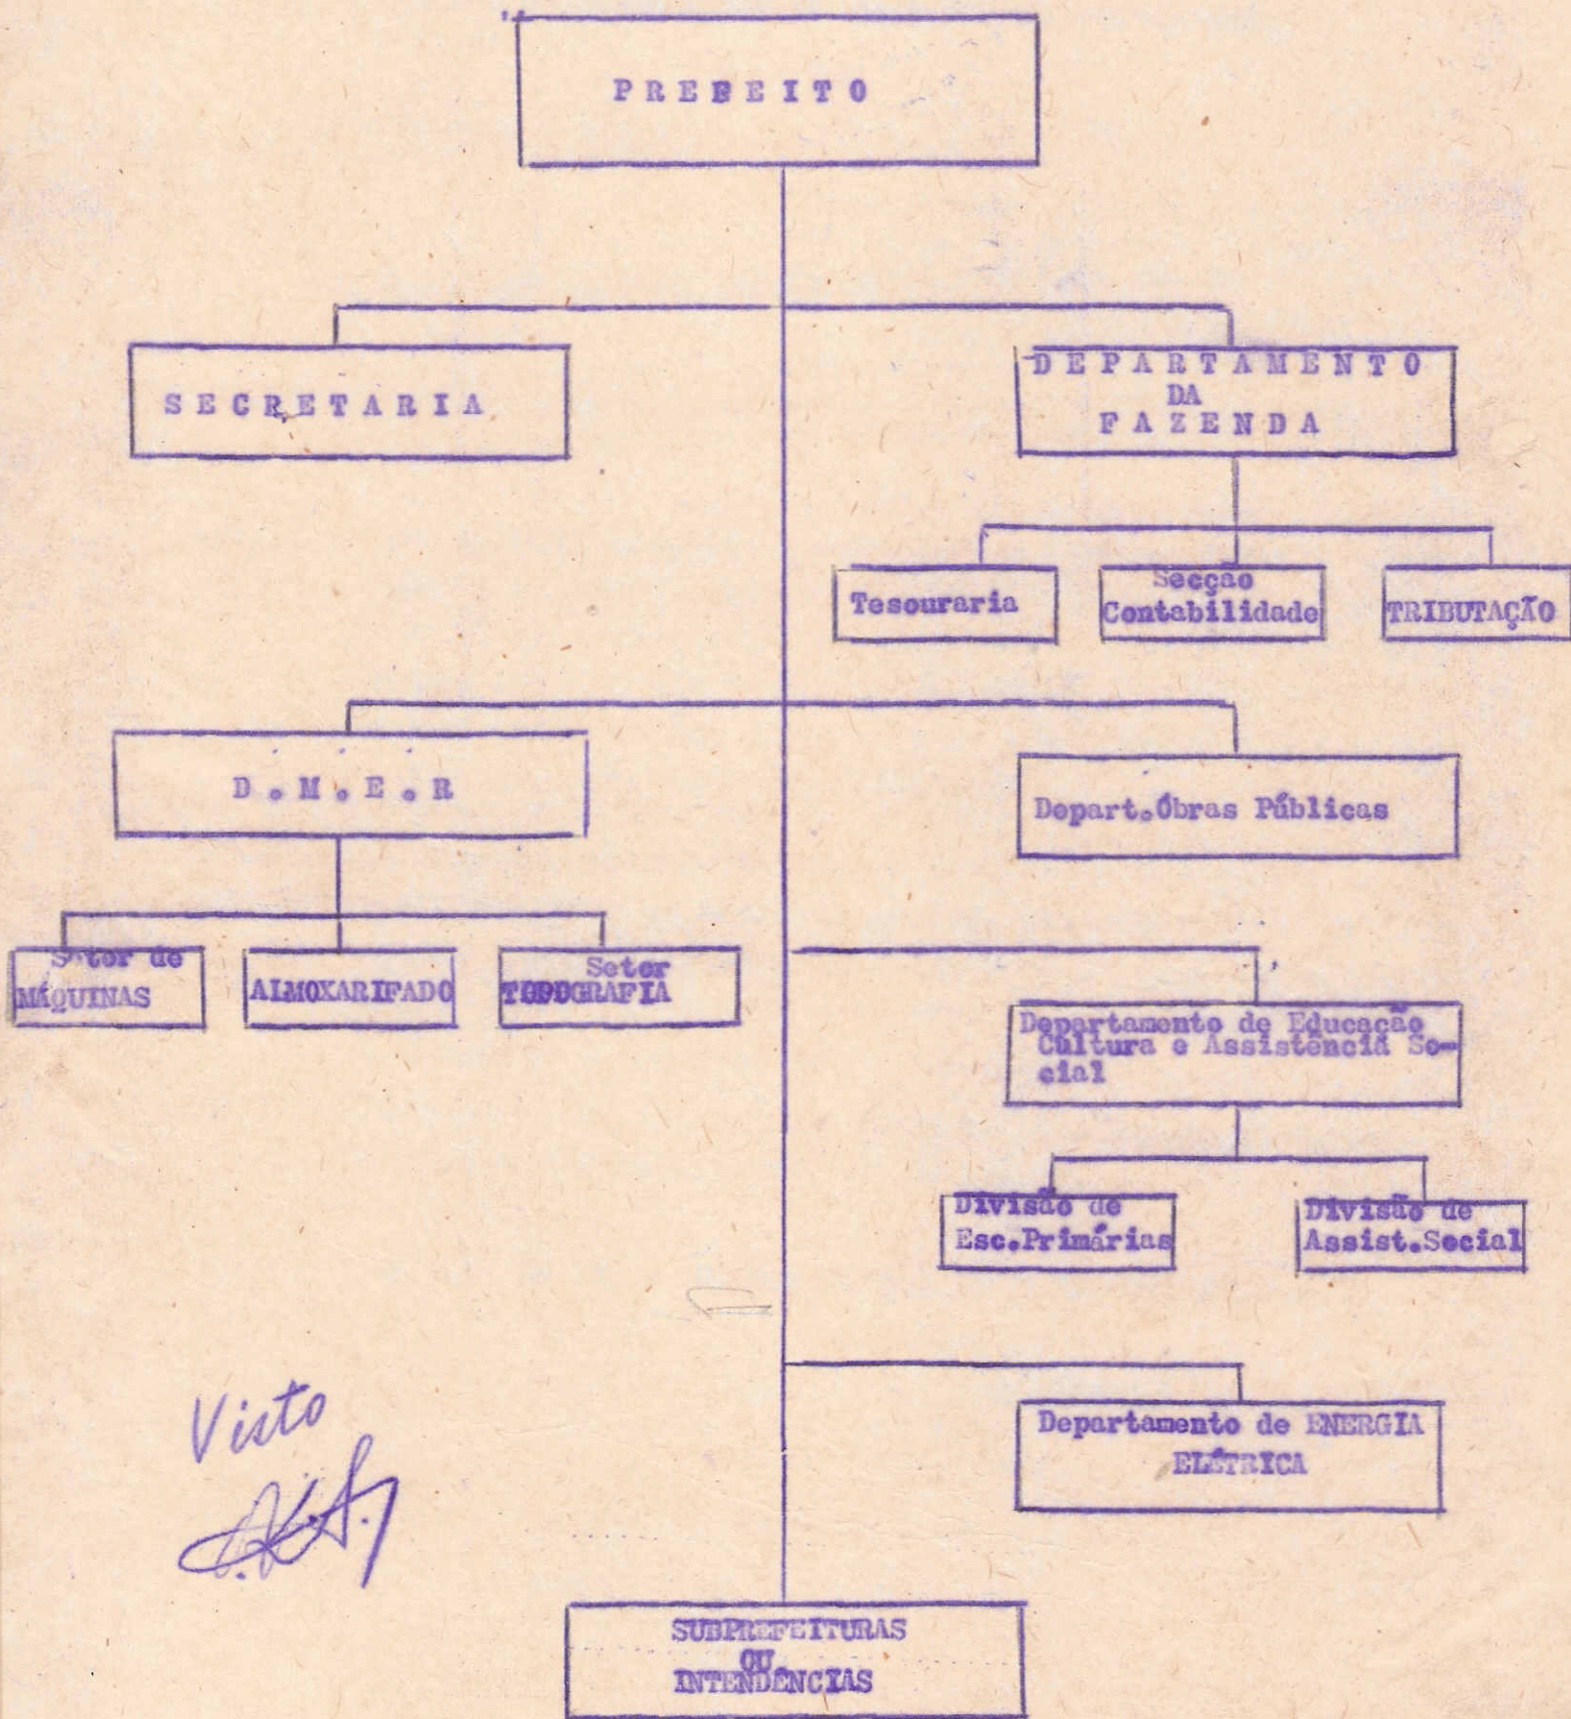 PREFEITO
SECRETARIA
DEPARTAMENTO
DA
FAZENDA
Tesouraria
Secção
Contabilidade
TRIBUTAÇÃO
D.M.E.R
Depart.Óbras Públicas
Setor de
MÁQUINAS
ALMOXARIFADO
Setor
TOPOGRAFIA
Departamento de Educação
Cultura e Assistência So-
cial
Divisão de
Esc.Primárias
Divisão de
Assist.Social
Visto
Departamento de ENERGIA
ELÉTRICA
SUBPREFEITURAS
OU
INTENDÊNCIAS